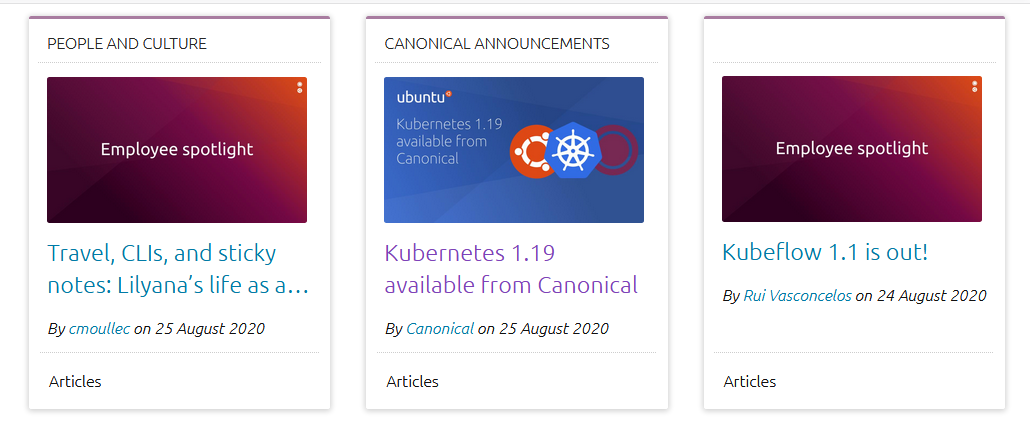 PEOPLE AND CULTURE
Employee spotlight
Travel, CLIs, and sticky
notes: Lilyana’s life as a…
By cmoullec on 25 August 2020
Articles
CANONICAL ANNOUNCEMENTS
ubuntu
Kubernetes 1.19
available from
Canonical
Kubernetes 1.19
available from Canonical
By Canonical on 25 August 2020
Articles
Employee spotlight
Kubeflow 1.1 is out!
By Rui Vasconcelos on 24 August 2020
Articles